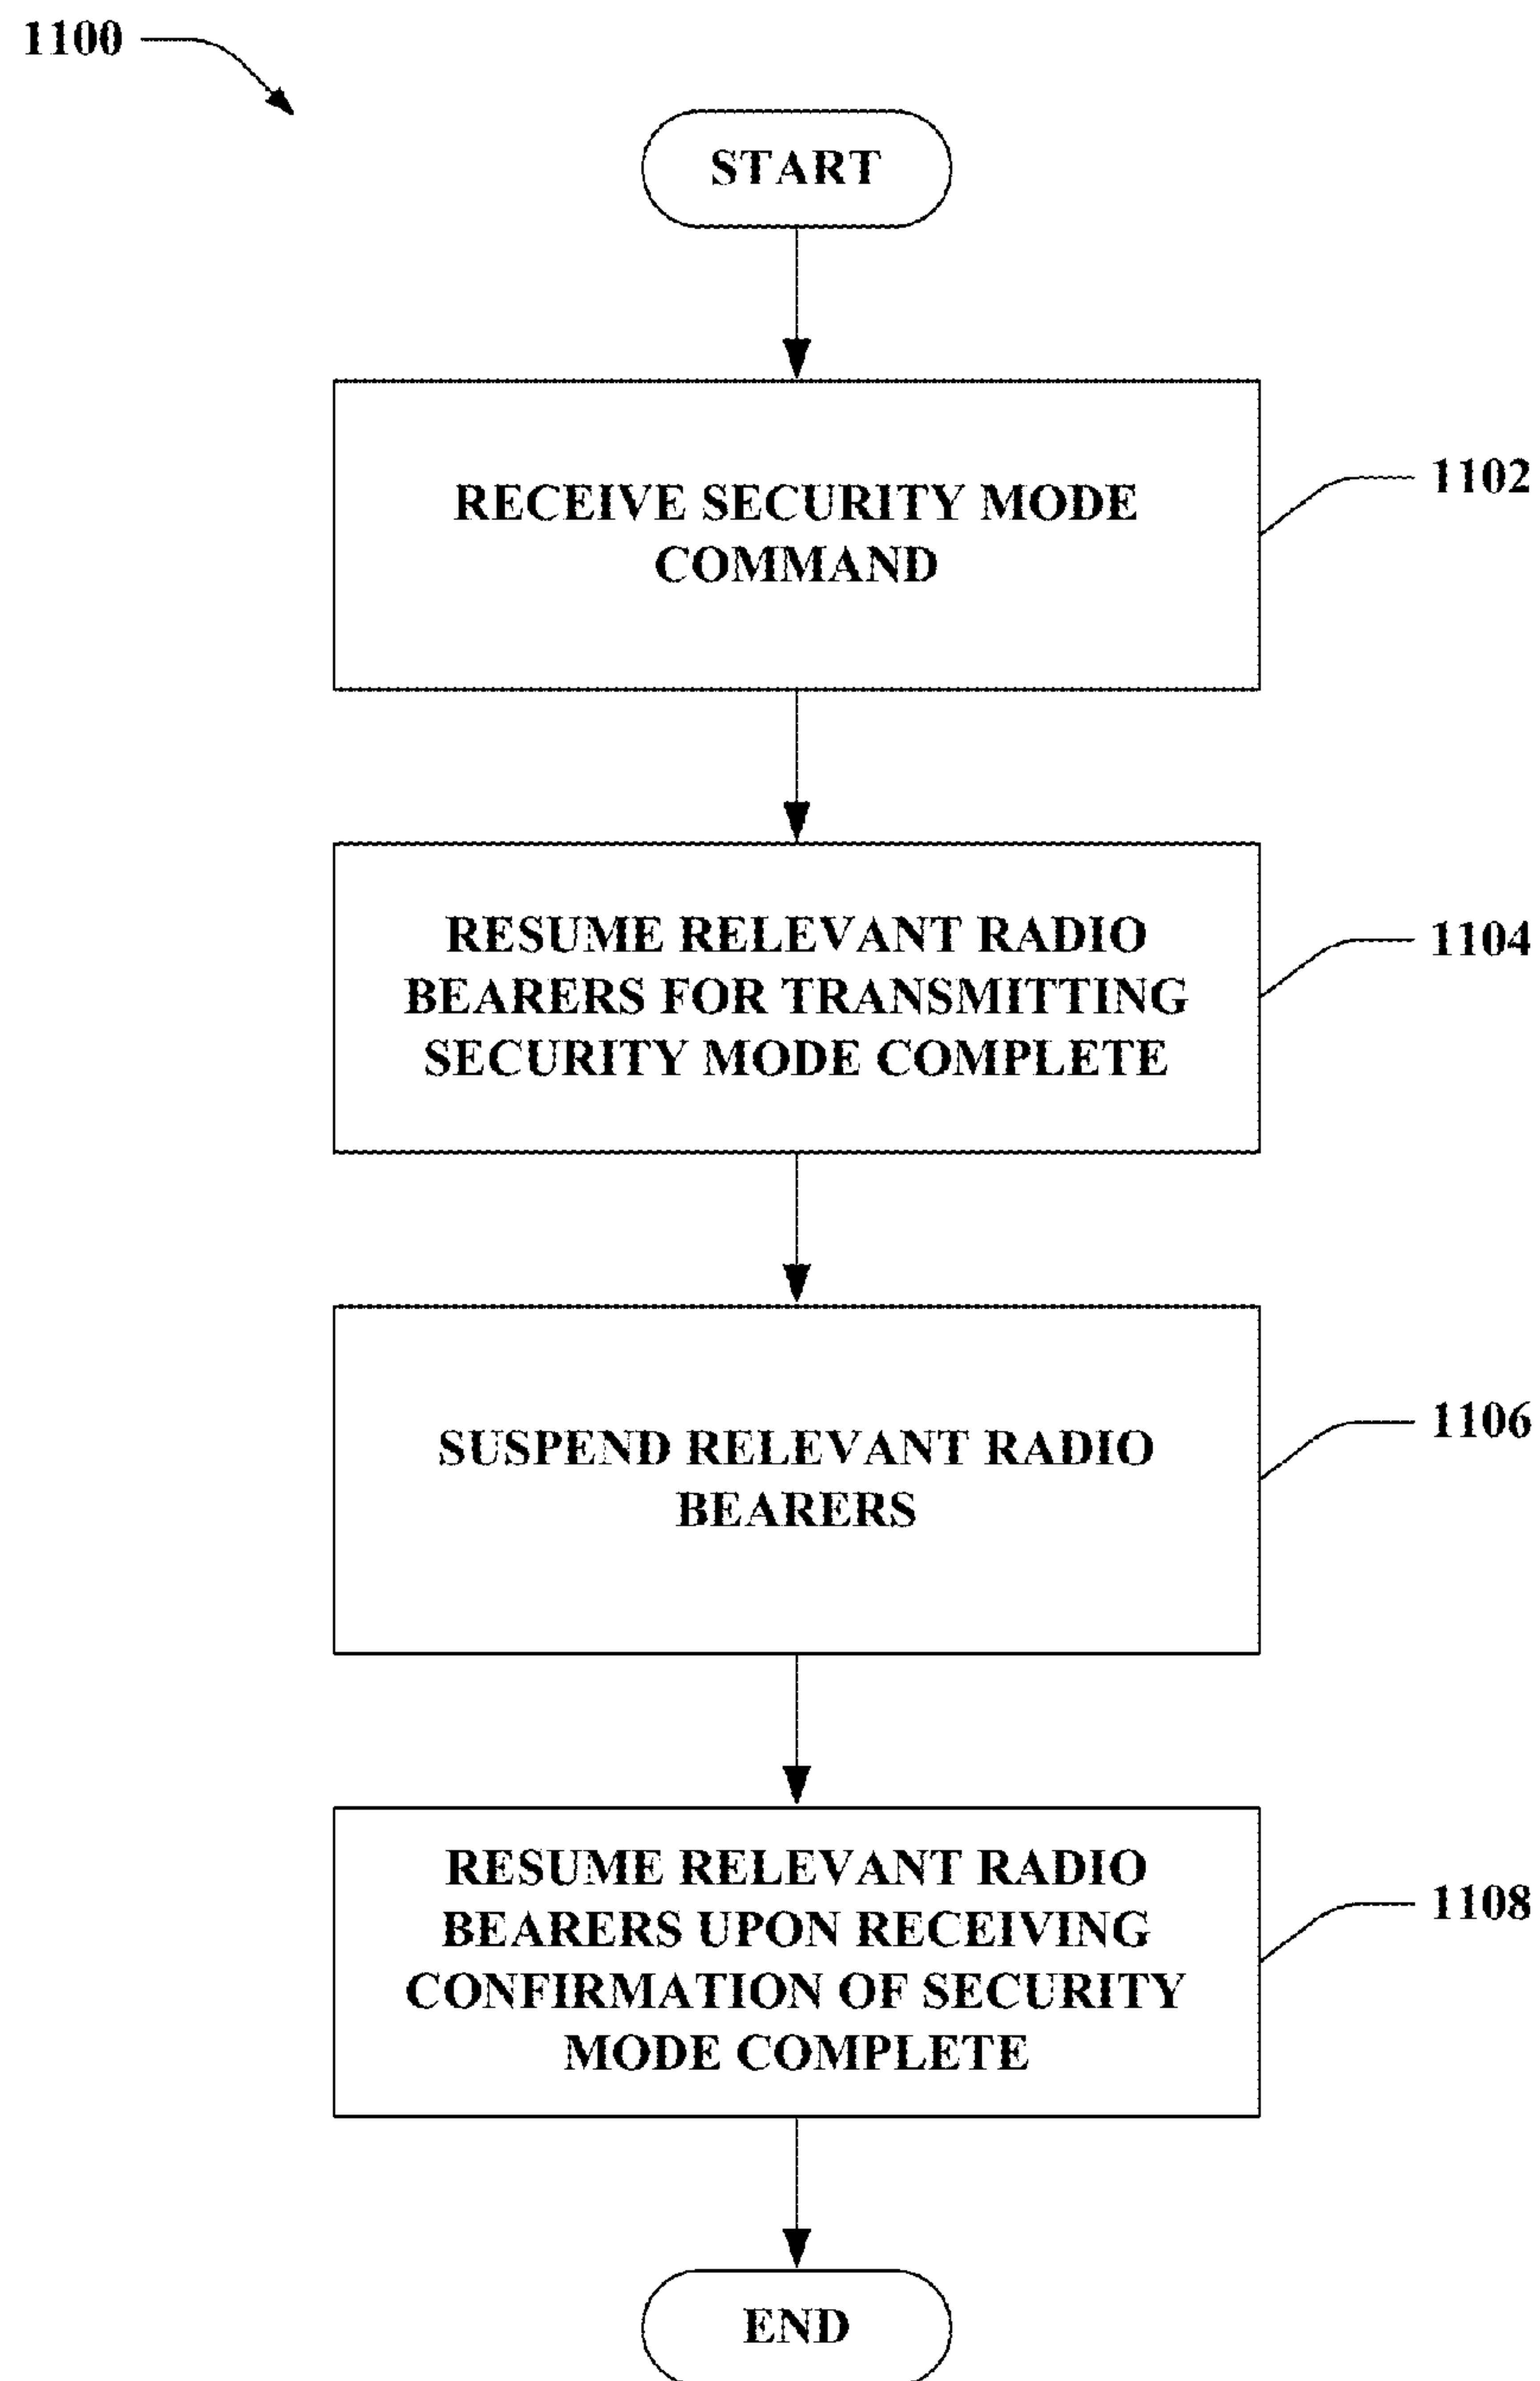 1100
START
RECEIVE SECURITY MODE
COMMAND
1102
RESUME RELEVANT RADIO
BEARERS FOR TRANSMITTING
SECURITY MODE COMPLETE
1104
SUSPEND RELEVANT RADIO
BEARERS
1106
RESUME RELEVANT RADIO
BEARERS UPON RECEIVING
CONFIRMATION OF SECURITY
MODE COMPLETE
1108
END